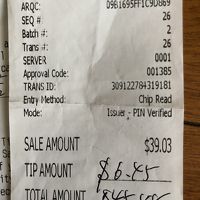 ARQC: 09B1695FF1C9D869
SEQ #: 26
Batch #: 2
Trans #: 26
SERVER 0001
Approval Code: 001385
TRANS ID: 309122784319181
Entry Method: Chip Read
Mode: Issuer - PIN Verified
SALE AMOUNT $39.03
TIP AMOUNT $6.45
TOTAL AMOUNT